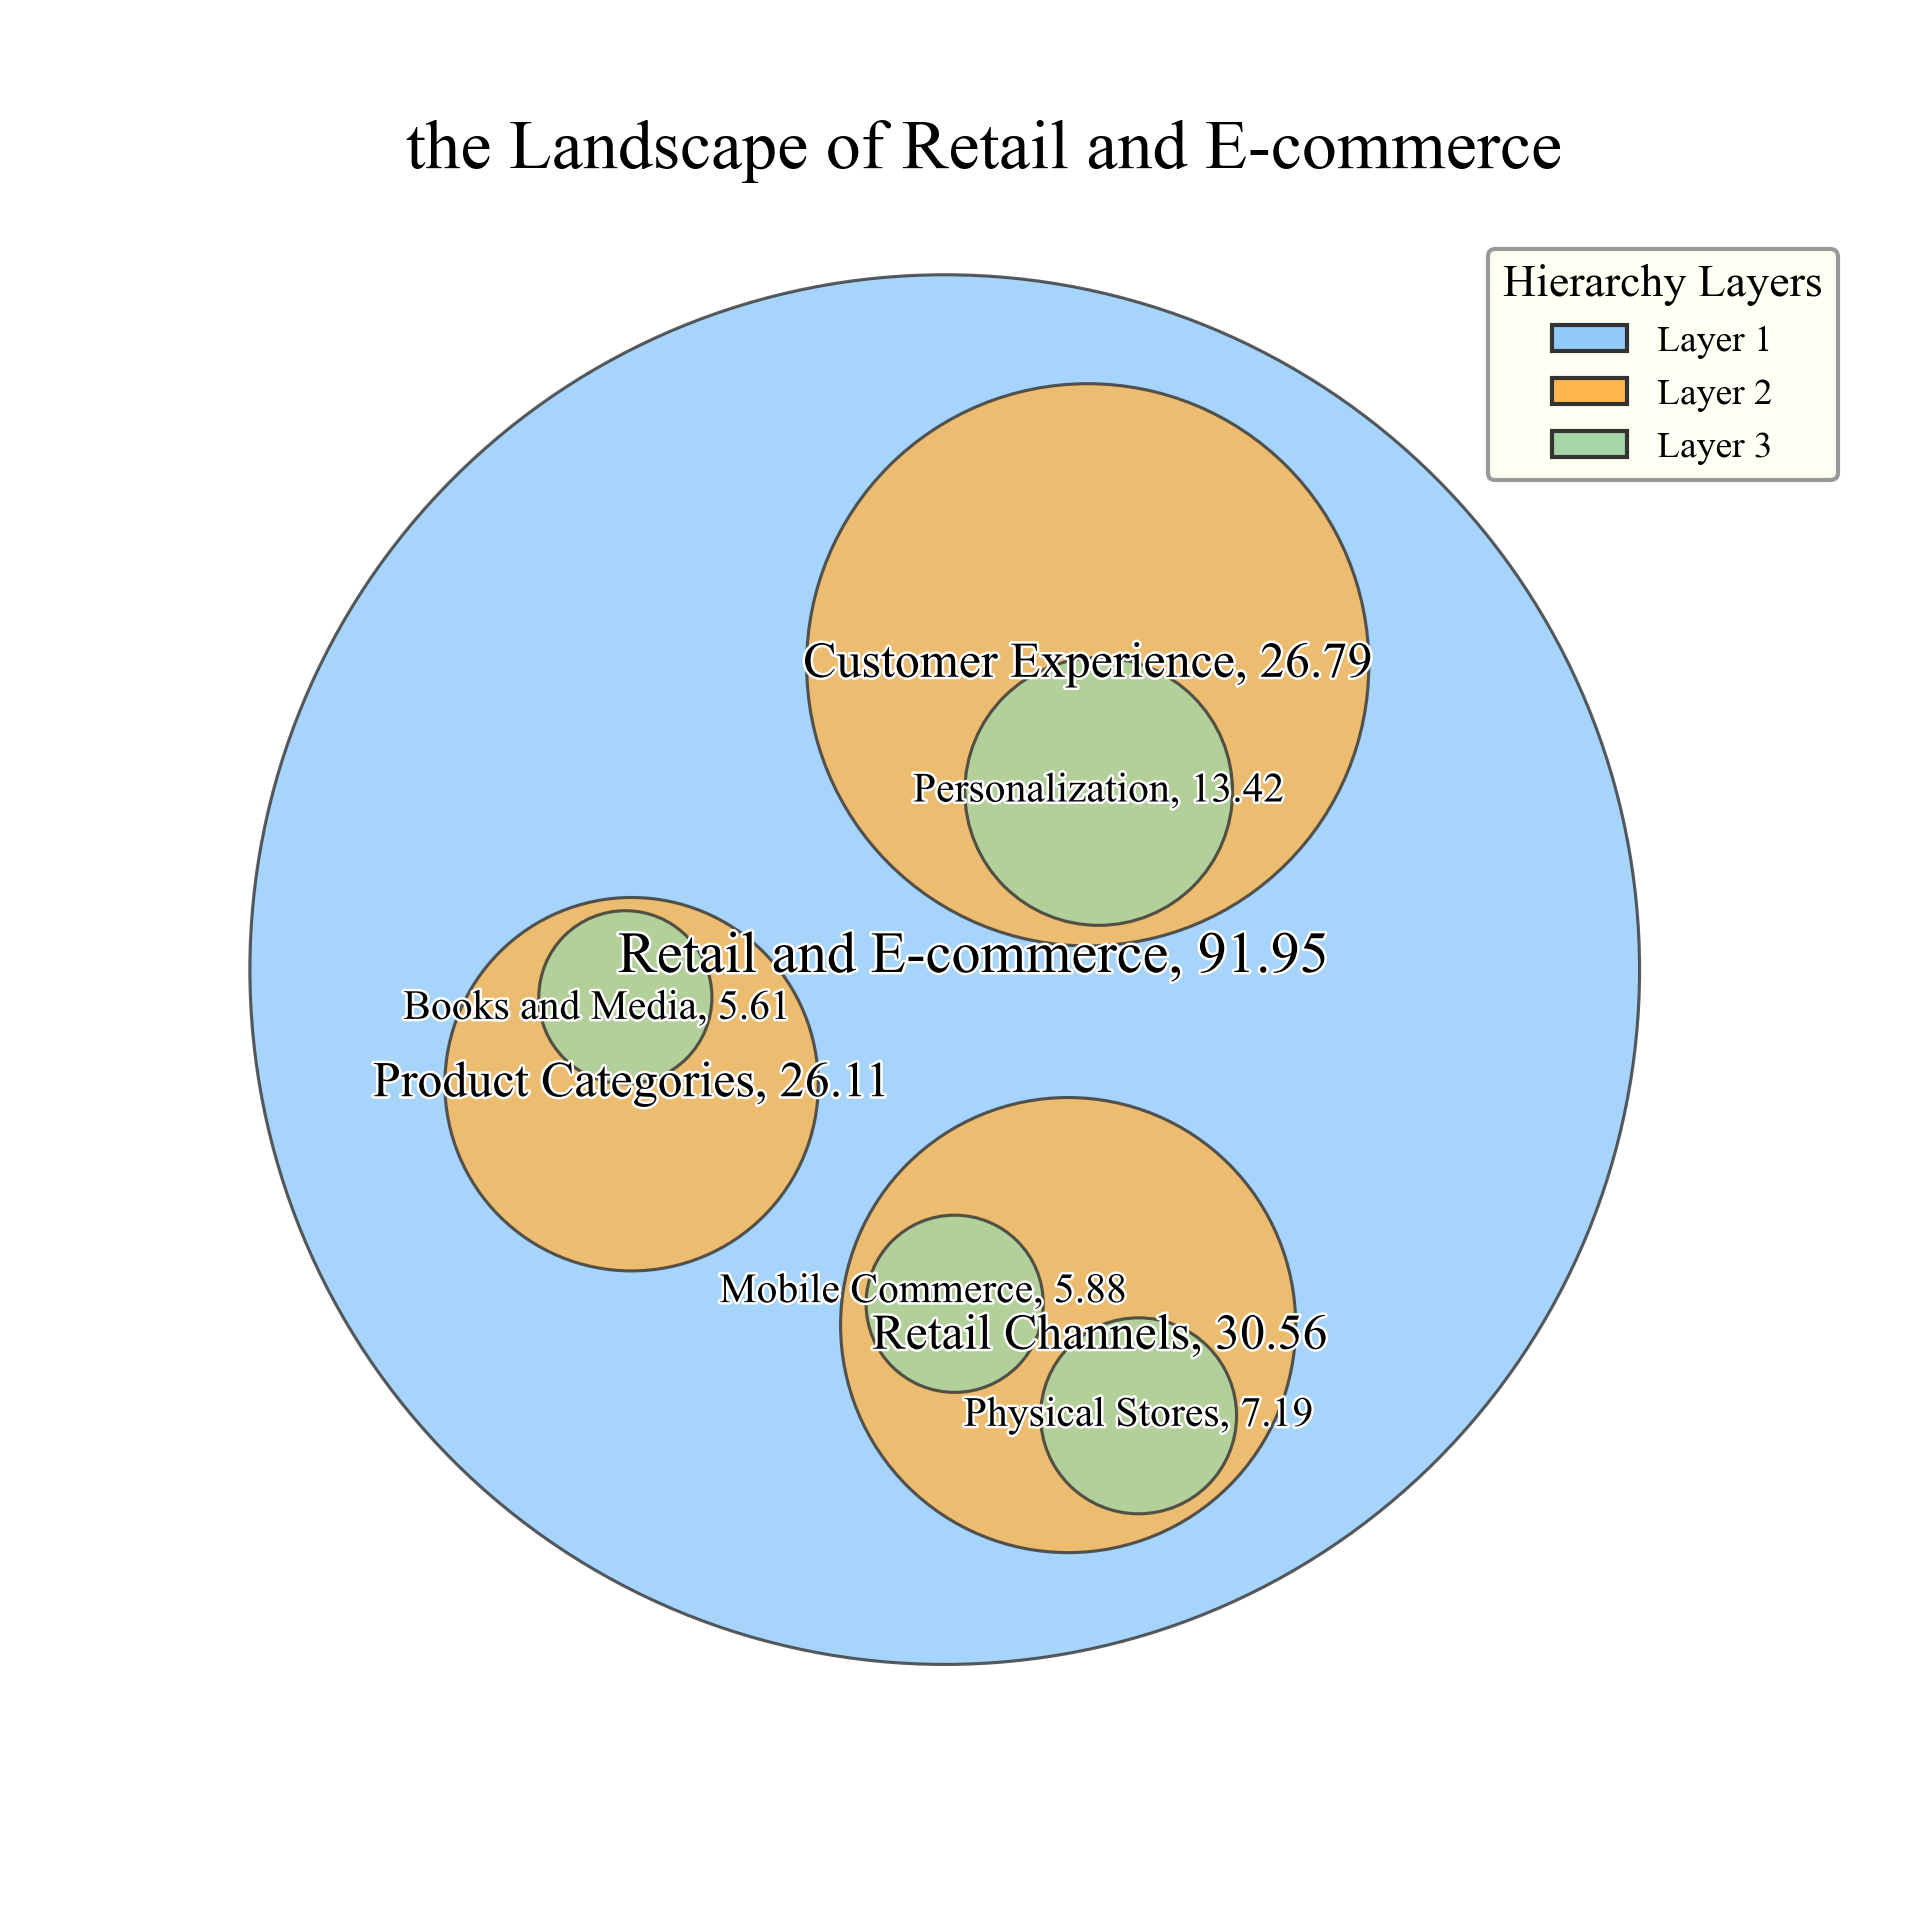 the Landscape of Retail and E-commerce
Hierarchy Layers
Layer 1
Layer 2
Layer 3
Customer Experience, 26.79
Personalization, 13.42
Retail and E-commerce, 91.95
Books and Media, 5.61
Product Categories, 26.11
Mobile Commerce, 5.88
Retail Channels, 30.56
Physical Stores, 7.19